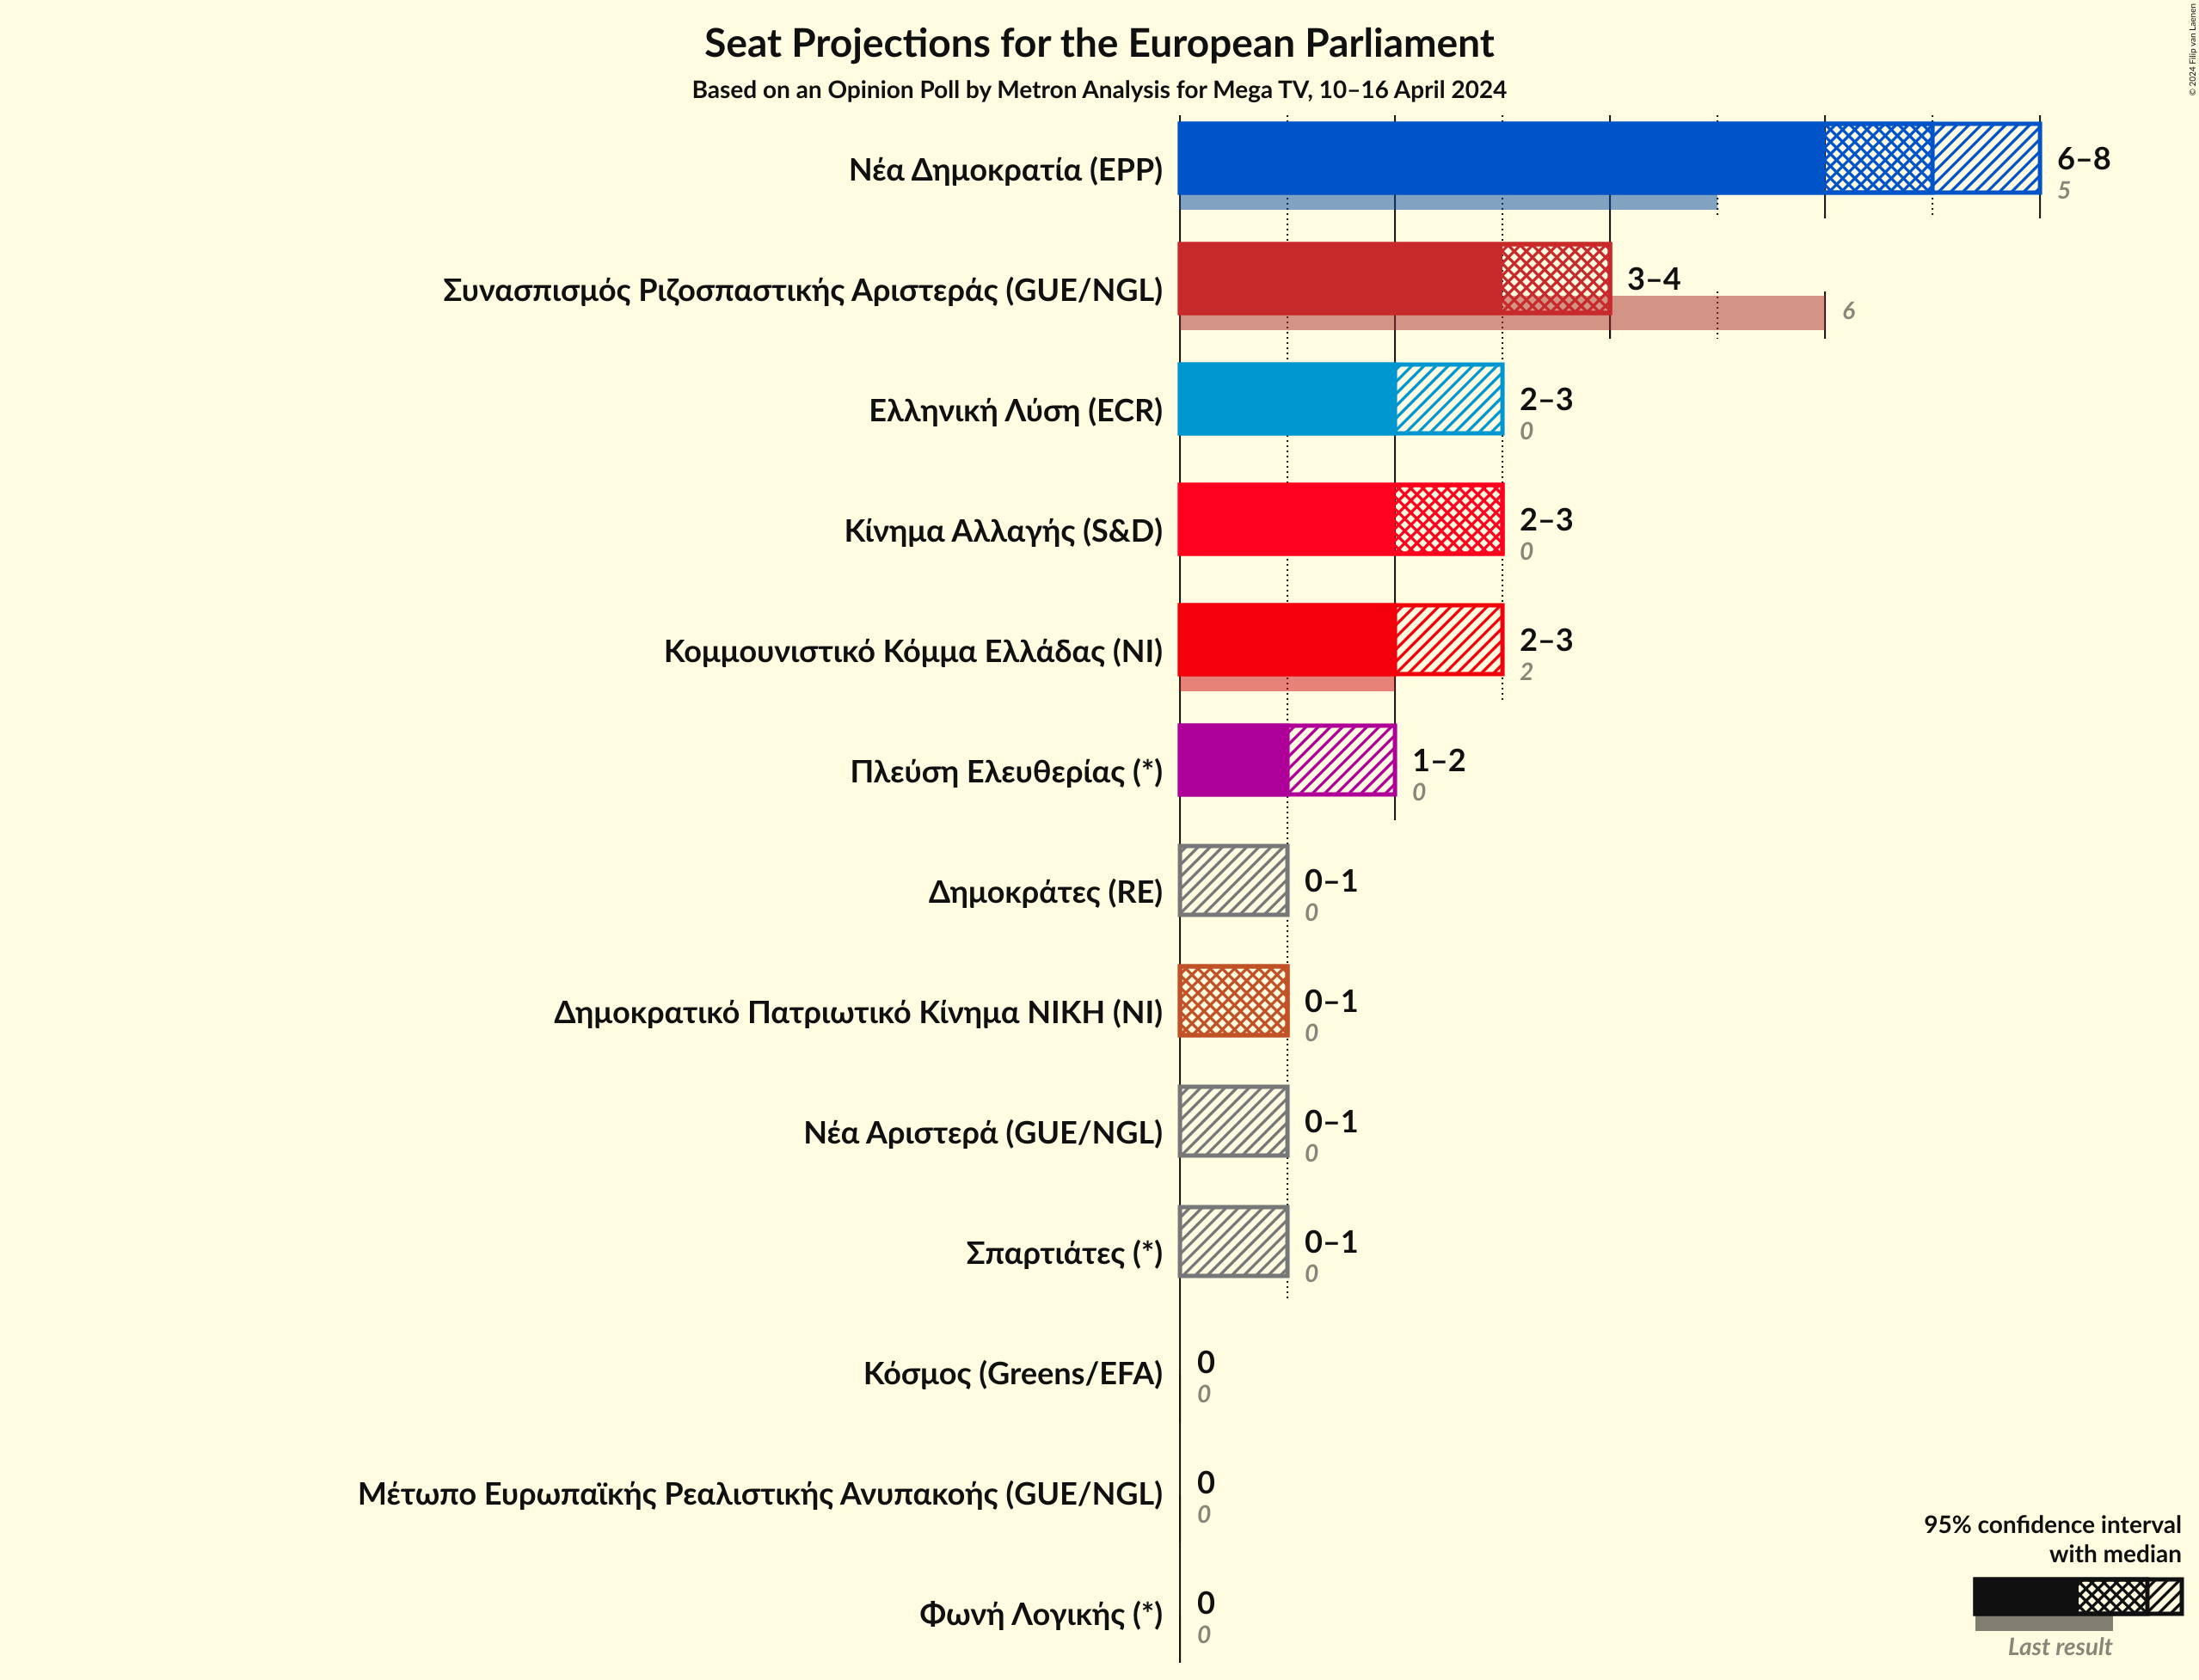 Seat Projections for the European Parliament
Based on an Opinion Poll by Metron Analysis for Mega TV, 10–16 April 2024
© 2024 Filip van Laenen
Νέα Δημοκρατία (EPP)
6–8
5
Συνασπισμός Ριζοσπαστικής Αριστεράς (GUE/NGL)
3–4
6
Ελληνική Λύση (ECR)
2–3
0
Κίνημα Αλλαγής (S&D)
2–3
0
Κομμουνιστικό Κόμμα Ελλάδας (NI)
2–3
2
Πλεύση Ελευθερίας (*)
1–2
0
Δημοκράτες (RE)
0–1
0
Δημοκρατικό Πατριωτικό Κίνημα ΝΙΚΗ (NI)
0–1
0
Νέα Αριστερά (GUE/NGL)
0–1
0
Σπαρτιάτες (*)
0–1
0
Κόσμος (Greens/EFA)
0
0
Μέτωπο Ευρωπαϊκής Ρεαλιστικής Ανυπακοής (GUE/NGL)
0
0
Φωνή Λογικής (*)
0
0
95% confidence interval
with median
Last result